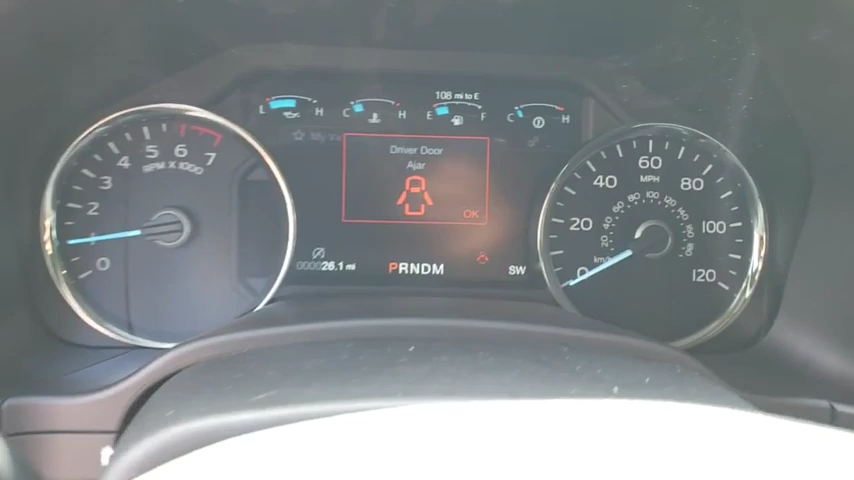 108 mi to E
L H C H E F C H
My Vi
Driver Door
Ajar
OK
000026.1 mi
PRNDM
SW
0 1 2 3 4 5 6 7
RPM X 1000
0 20 40 60 80 100 120
MPH
20 40 60 80 100 120 140 160 180
km/h